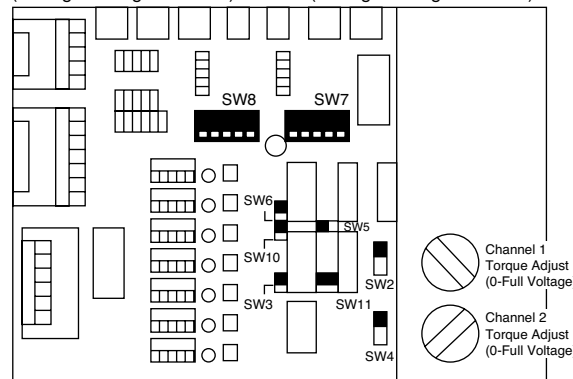 SW8
SW7
SW6
SW5
SW10
SW2
SW3
SW11
SW4
Channel 1
Torque Adjust
(0-Full Voltage
Channel 2
Torque Adjust
(0-Full Voltage